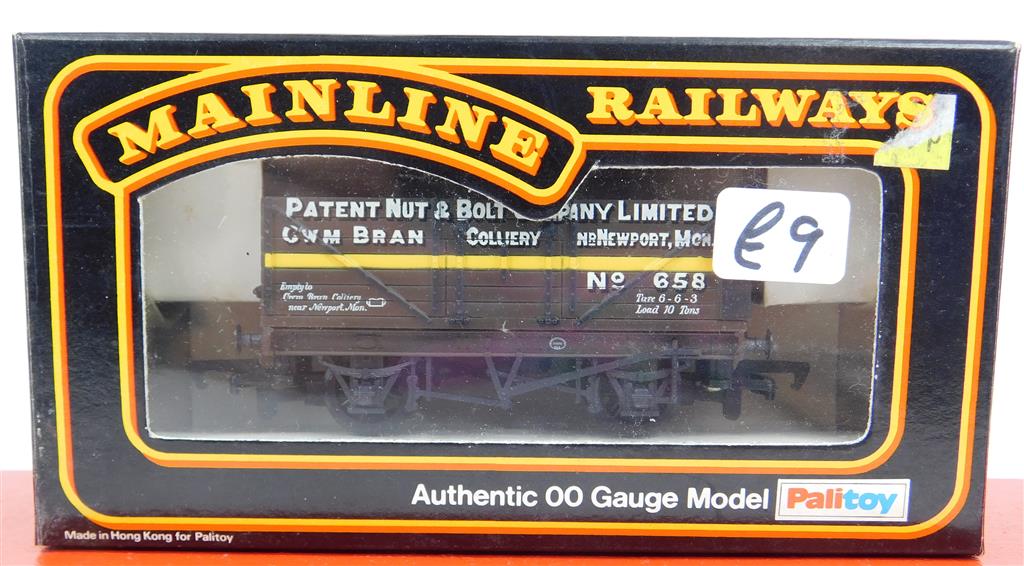 MAINLINE RAILWAYS
PATENT NUT & BOLT COMPANY LIMITED
CWM BRAN COLLIERY NR NEWPORT, MON.
£9
No 658
Empty to
Cwm Bran Colliery
near Newport. Mon.
Tare 6-6-3
Load 10 Tons
Authentic 00 Gauge Model Palitoy
Made in Hong Kong for Palitoy